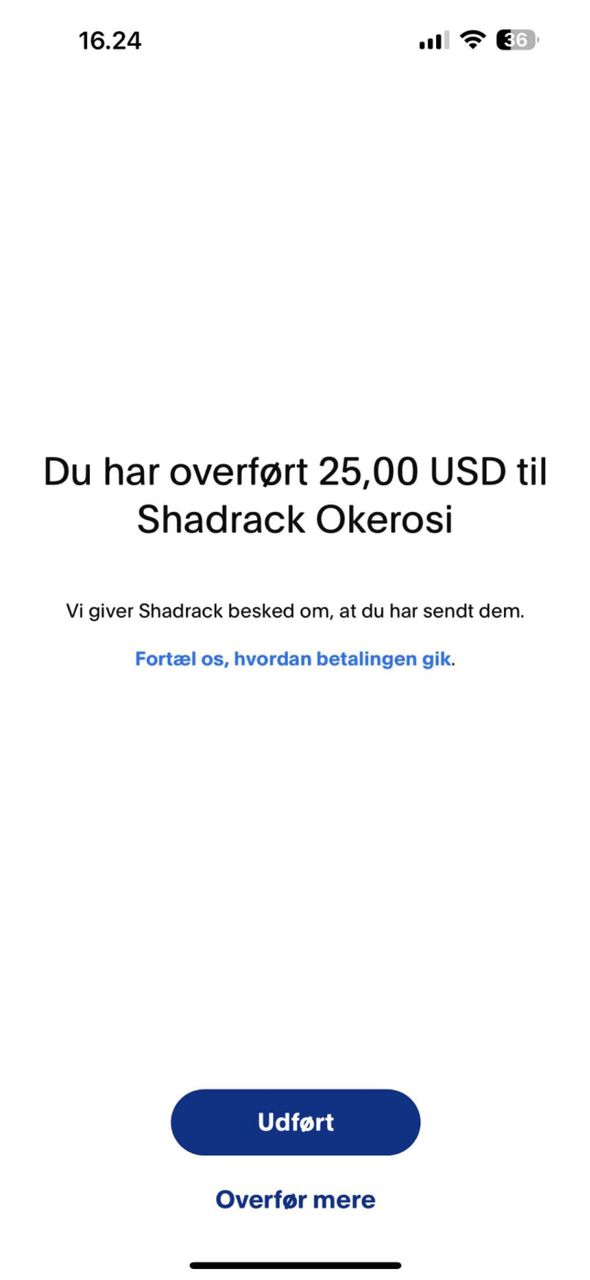 16.24
36
Du har overført 25,00 USD til
Shadrack Okerosi
Vi giver Shadrack besked om, at du har sendt dem.
Fortæl os, hvordan betalingen gik.
Udført
Overfør mere